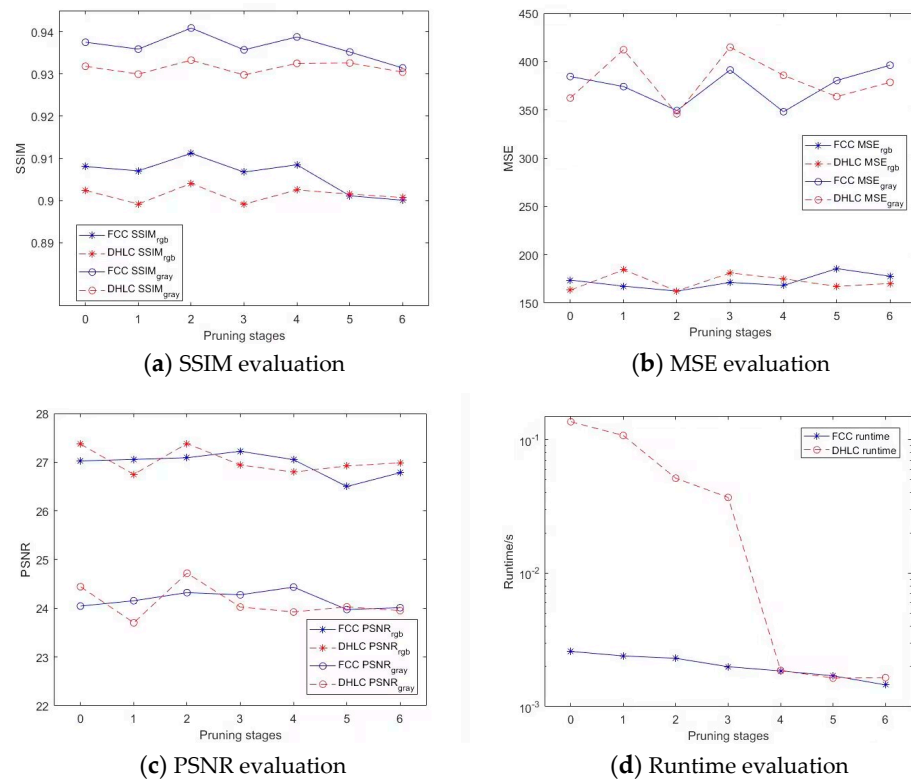 0.94
0.93
0.92
0.91
0.9
0.89
SSIM
FCC SSIMrgb
DHLC SSIMrgb
FCC SSIMgray
DHLC SSIMgray
0 1 2 3 4 5 6
Pruning stages
(a) SSIM evaluation
450
400
350
300
250
200
150
MSE
FCC MSErgb
DHLC MSErgb
FCC MSEgray
DHLC MSEgray
0 1 2 3 4 5 6
Pruning stages
(b) MSE evaluation
28
27
26
25
24
23
22
PSNR
FCC PSNRrgb
DHLC PSNRrgb
FCC PSNRgray
DHLC PSNRgray
0 1 2 3 4 5 6
Pruning stages
(c) PSNR evaluation
10-1
10-2
10-3
Runtime/s
FCC runtime
DHLC runtime
0 1 2 3 4 5 6
Pruning stages
(d) Runtime evaluation